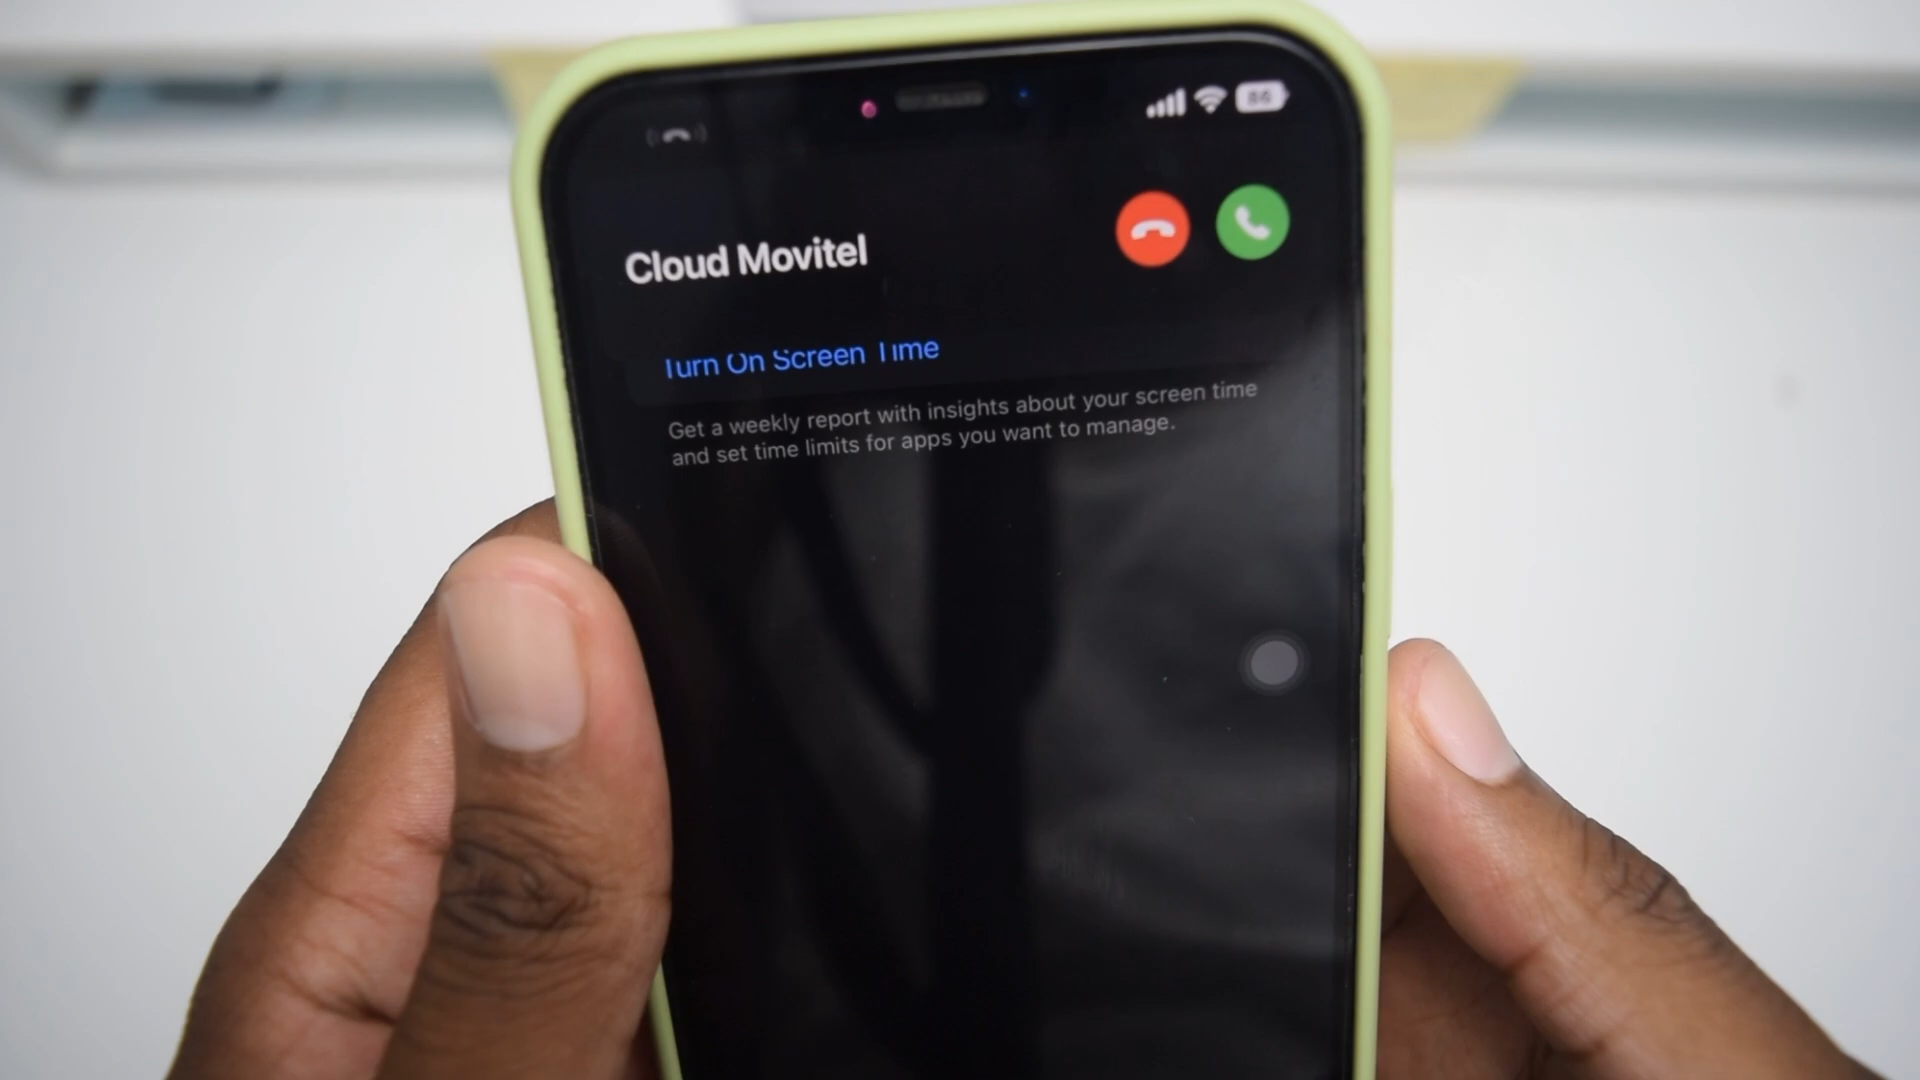 86
Cloud Movitel
Turn On Screen Time
Get a weekly report with insights about your screen time
and set time limits for apps you want to manage.